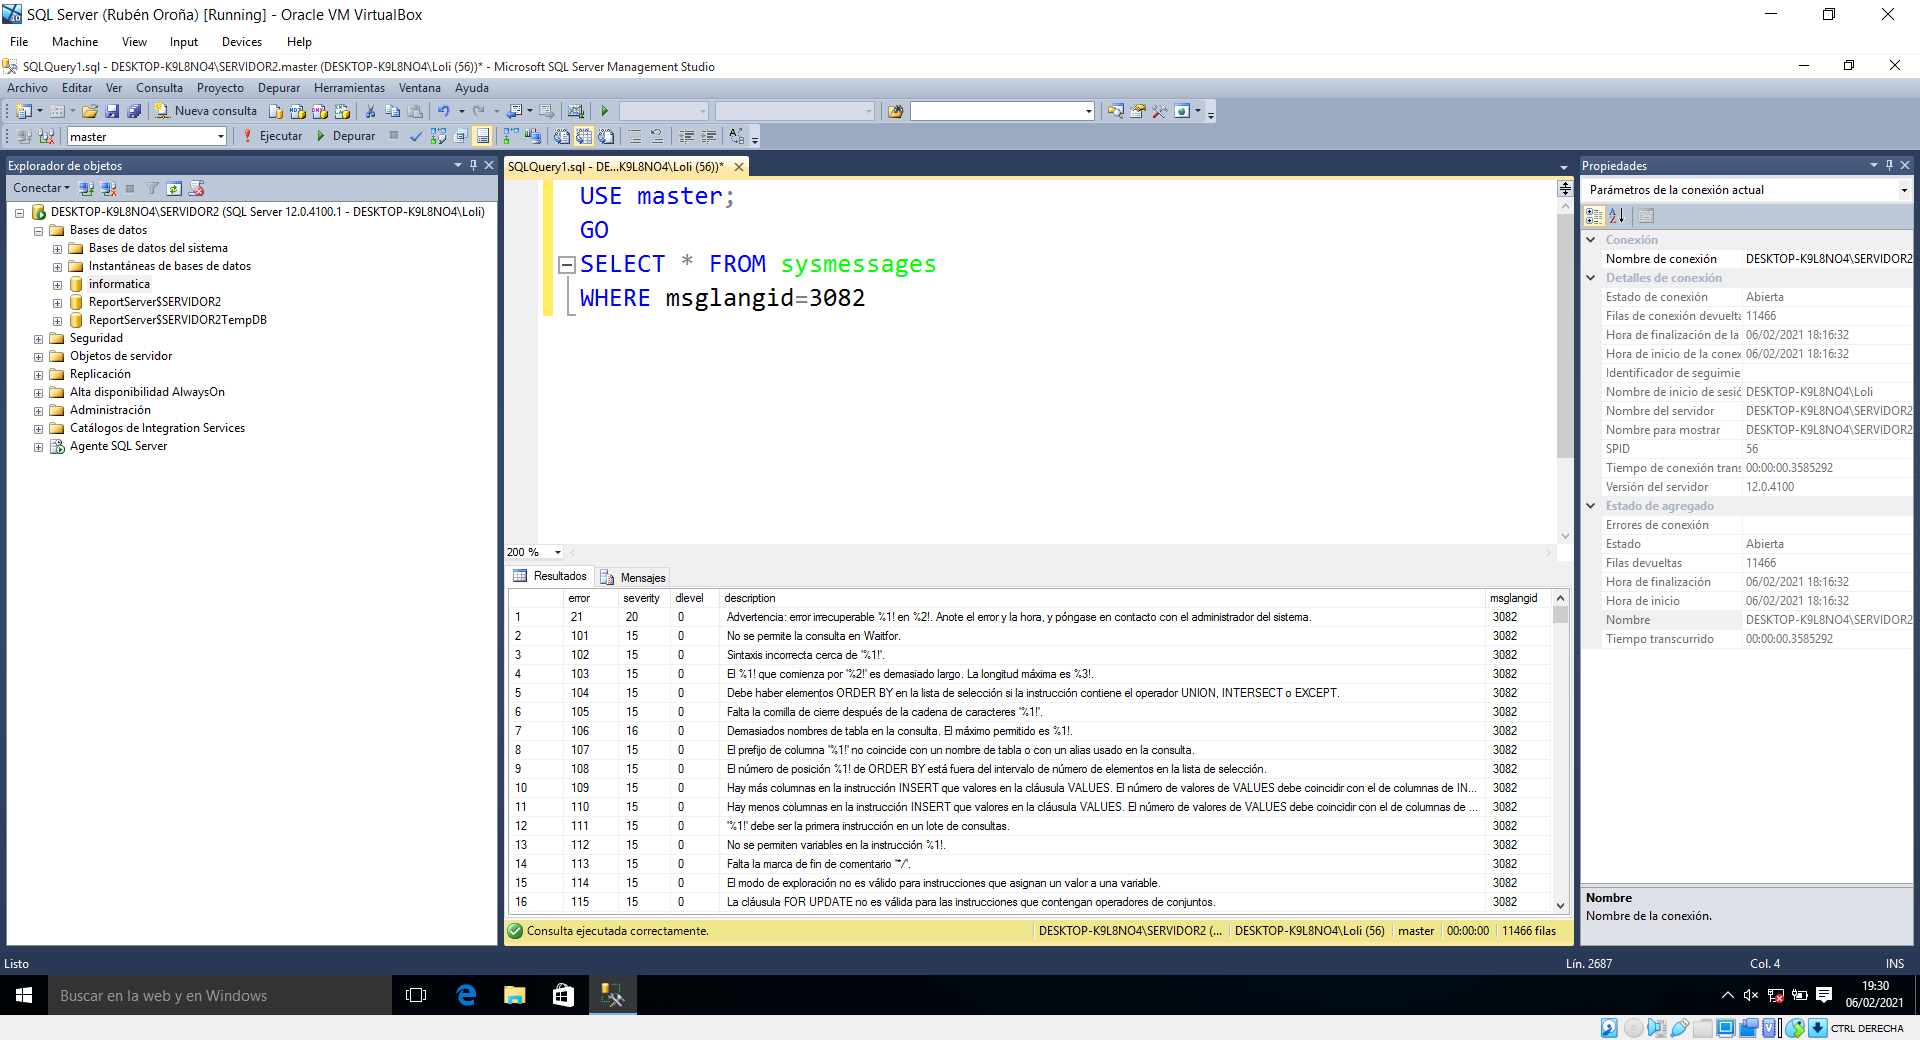 SQL Server (Rubén Oroña) [Running] - Oracle VM VirtualBox
File Machine View Input Devices Help
SQLQuery1.sql - DESKTOP-K9L8NO4\SERVIDOR2.master (DESKTOP-K9L8NO4\Loli (56))* - Microsoft SQL Server Management Studio
Archivo Editar Ver Consulta Proyecto Depurar Herramientas Ventana Ayuda
Nueva consulta
master Ejecutar Depurar
Explorador de objetos
Conectar
DESKTOP-K9L8NO4\SERVIDOR2 (SQL Server 12.0.4100.1 - DESKTOP-K9L8NO4\Loli)
Bases de datos
Bases de datos del sistema
Instantáneas de bases de datos
informatica
ReportServer$SERVIDOR2
ReportServer$SERVIDOR2TempDB
Seguridad
Objetos de servidor
Replicación
Alta disponibilidad AlwaysOn
Administración
Catálogos de Integration Services
Agente SQL Server
SQLQuery1.sql - DE...K9L8NO4\Loli (56))*
USE master;
GO
SELECT * FROM sysmessages
WHERE msglangid=3082
200 %
Resultados Mensajes
error severity dlevel description msglangid
1 21 20 0 Advertencia: error irrecuperable %1! en %2!. Anote el error y la hora, y póngase en contacto con el administrador del sistema. 3082
2 101 15 0 No se permite la consulta en Waitfor. 3082
3 102 15 0 Sintaxis incorrecta cerca de '%1!'. 3082
4 103 15 0 El %1! que comienza por '%2!' es demasiado largo. La longitud máxima es %3!. 3082
5 104 15 0 Debe haber elementos ORDER BY en la lista de selección si la instrucción contiene el operador UNION, INTERSECT o EXCEPT. 3082
6 105 15 0 Falta la comilla de cierre después de la cadena de caracteres '%1!'. 3082
7 106 16 0 Demasiados nombres de tabla en la consulta. El máximo permitido es %1!. 3082
8 107 15 0 El prefijo de columna '%1!' no coincide con un nombre de tabla o con un alias usado en la consulta. 3082
9 108 15 0 El número de posición %1! de ORDER BY está fuera del intervalo de número de elementos en la lista de selección. 3082
10 109 15 0 Hay más columnas en la instrucción INSERT que valores en la cláusula VALUES. El número de valores de VALUES debe coincidir con el de columnas de IN... 3082
11 110 15 0 Hay menos columnas en la instrucción INSERT que valores en la cláusula VALUES. El número de valores de VALUES debe coincidir con el de columnas de ... 3082
12 111 15 0 '%1!' debe ser la primera instrucción en un lote de consultas. 3082
13 112 15 0 No se permiten variables en la instrucción %1!. 3082
14 113 15 0 Falta la marca de fin de comentario '*/'. 3082
15 114 15 0 El modo de exploración no es válido para instrucciones que asignan un valor a una variable. 3082
16 115 15 0 La cláusula FOR UPDATE no es válida para las instrucciones que contengan operadores de conjuntos. 3082
Consulta ejecutada correctamente. DESKTOP-K9L8NO4\SERVIDOR2 (... DESKTOP-K9L8NO4\Loli (56) master 00:00:00 11466 filas
Propiedades
Parámetros de la conexión actual
Conexión
Nombre de conexión DESKTOP-K9L8NO4\SERVIDOR2
Detalles de conexión
Estado de conexión Abierta
Filas de conexión devuelta 11466
Hora de finalización de la 06/02/2021 18:16:32
Hora de inicio de la conex 06/02/2021 18:16:32
Identificador de seguimie
Nombre de inicio de sesió DESKTOP-K9L8NO4\Loli
Nombre del servidor DESKTOP-K9L8NO4\SERVIDOR2
Nombre para mostrar DESKTOP-K9L8NO4\SERVIDOR2
SPID 56
Tiempo de conexión trans 00:00:00.3585292
Versión del servidor 12.0.4100
Estado de agregado
Errores de conexión
Estado Abierta
Filas devueltas 11466
Hora de finalización 06/02/2021 18:16:32
Hora de inicio 06/02/2021 18:16:32
Nombre DESKTOP-K9L8NO4\SERVIDOR2
Tiempo transcurrido 00:00:00.3585292
Nombre
Nombre de la conexión.
Listo Lín. 2687 Col. 4 INS
Buscar en la web y en Windows
19:30
06/02/2021
CTRL DERECHA